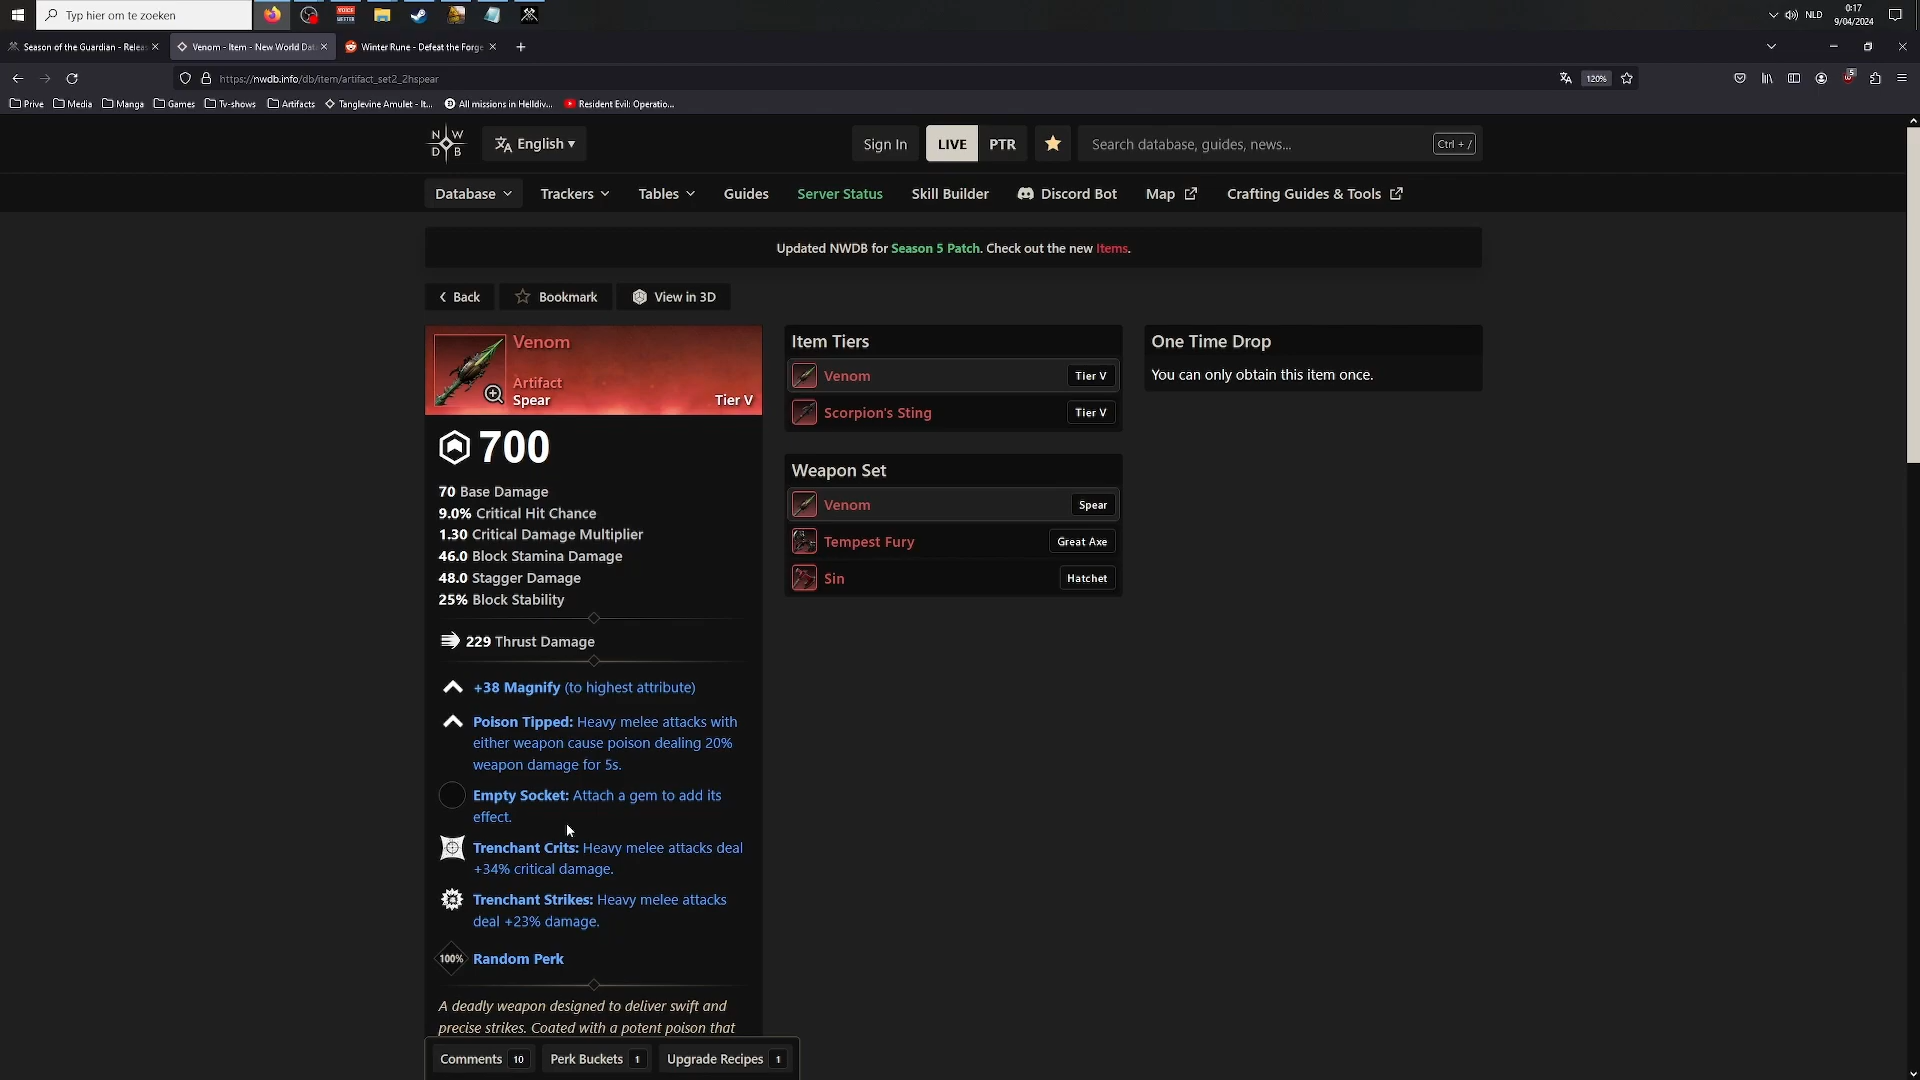 Typ hier om te zoeken
VOICE
MEETER
NLD
0:17
9/04/2024
Season of the Guardian - Relea
Venom - Item - New World Dat
Winter Rune - Defeat the Forge
https://nwdb.info/db/item/artifact_set2_2hspear
120%
5
Prive
Media
Manga
Games
Tv-shows
Artifacts
Tanglevine Amulet - It...
All missions in Helldiv...
Resident Evil: Operatio...
N W
D B
English
Sign In
LIVE
PTR
Search database, guides, news...
Ctrl + /
Database
Trackers
Tables
Guides
Server Status
Skill Builder
Discord Bot
Map
Crafting Guides & Tools
Updated NWDB for Season 5 Patch. Check out the new Items.
Back
Bookmark
View in 3D
Venom
Artifact
Spear
Tier V
700
70 Base Damage
9.0% Critical Hit Chance
1.30 Critical Damage Multiplier
46.0 Block Stamina Damage
48.0 Stagger Damage
25% Block Stability
229 Thrust Damage
+38 Magnify (to highest attribute)
Poison Tipped: Heavy melee attacks with
either weapon cause poison dealing 20%
weapon damage for 5s.
Empty Socket: Attach a gem to add its
effect.
Trenchant Crits: Heavy melee attacks deal
+34% critical damage.
Trenchant Strikes: Heavy melee attacks
deal +23% damage.
100% Random Perk
A deadly weapon designed to deliver swift and
precise strikes. Coated with a potent poison that
Comments 10
Perk Buckets 1
Upgrade Recipes 1
Item Tiers
Venom
Tier V
Scorpion's Sting
Tier V
Weapon Set
Venom
Spear
Tempest Fury
Great Axe
Sin
Hatchet
One Time Drop
You can only obtain this item once.